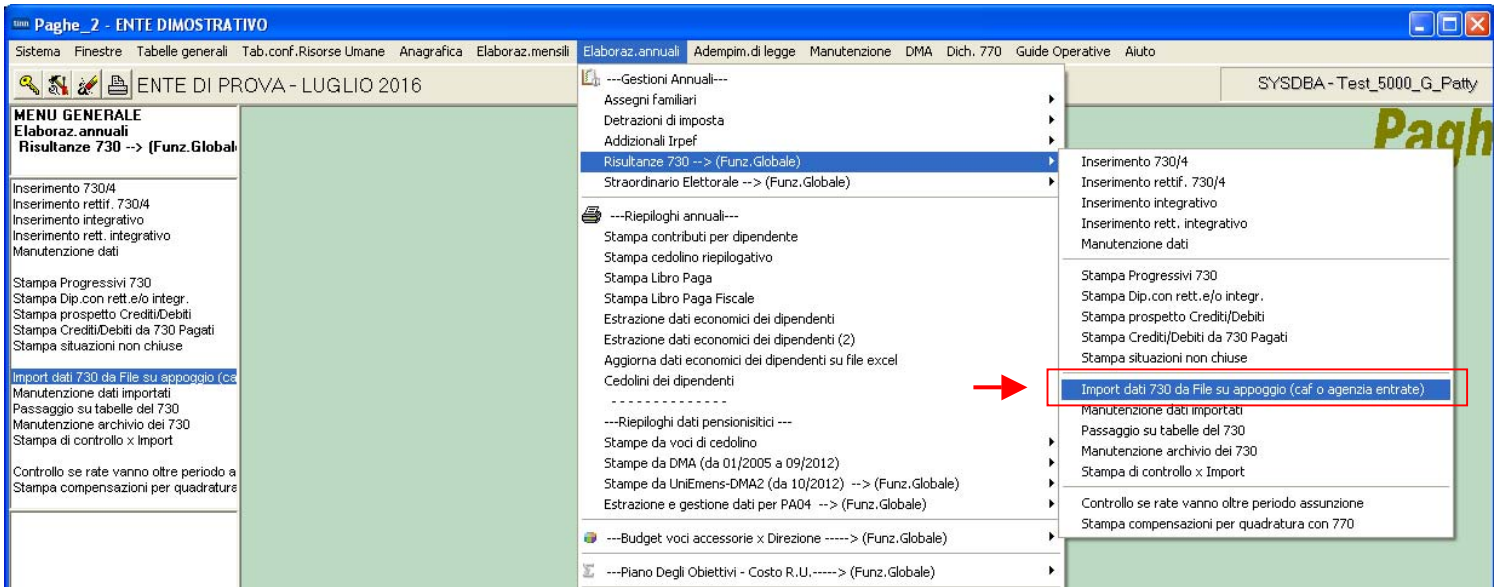 tinn Paghe_2 - ENTE DIMOSTRATIVO
Sistema Finestre Tabelle generali Tab.conf.Risorse Umane Anagrafica Elaboraz.mensili Elaboraz.annuali Adempim.di legge Manutenzione DMA Dich. 770 Guide Operative Aiuto
ENTE DI PROVA - LUGLIO 2016
SYSDBA - Test_5000_G_Patty
MENU GENERALE
Elaboraz.annuali
Risultanze 730 --> (Funz.Global
Inserimento 730/4
Inserimento rettif. 730/4
Inserimento integrativo
Inserimento rett. integrativo
Manutenzione dati
Stampa Progressivi 730
Stampa Dip.con rett.e/o integr.
Stampa prospetto Crediti/Debiti
Stampa Crediti/Debiti da 730 Pagati
Stampa situazioni non chiuse
Import dati 730 da File su appoggio (ca
Manutenzione dati importati
Passaggio su tabelle del 730
Manutenzione archivio dei 730
Stampa di controllo x Import
Controllo se rate vanno oltre periodo a
Stampa compensazioni per quadratura
---Gestioni Annuali---
Assegni familiari
Detrazioni di imposta
Addizionali Irpef
Risultanze 730 --> (Funz.Globale)
Straordinario Elettorale --> (Funz.Globale)
---Riepiloghi annuali---
Stampa contributi per dipendente
Stampa cedolino riepilogativo
Stampa Libro Paga
Stampa Libro Paga Fiscale
Estrazione dati economici dei dipendenti
Estrazione dati economici dei dipendenti (2)
Aggiorna dati economici dei dipendenti su file excel
Cedolini dei dipendenti
- - - - - - - - - - - - - -
---Riepiloghi dati pensionisitici ---
Stampe da voci di cedolino
Stampe da DMA (da 01/2005 a 09/2012)
Stampe da UniEmens-DMA2 (da 10/2012) --> (Funz.Globale)
Estrazione e gestione dati per PA04 --> (Funz.Globale)
---Budget voci accessorie x Direzione -----> (Funz.Globale)
---Piano Degli Obiettivi - Costo R.U.-----> (Funz.Globale)
Pagh
Inserimento 730/4
Inserimento rettif. 730/4
Inserimento integrativo
Inserimento rett. integrativo
Manutenzione dati
Stampa Progressivi 730
Stampa Dip.con rett.e/o integr.
Stampa prospetto Crediti/Debiti
Stampa Crediti/Debiti da 730 Pagati
Stampa situazioni non chiuse
Import dati 730 da File su appoggio (caf o agenzia entrate)
Manutenzione dati importati
Passaggio su tabelle del 730
Manutenzione archivio dei 730
Stampa di controllo x Import
Controllo se rate vanno oltre periodo assunzione
Stampa compensazioni per quadratura con 770